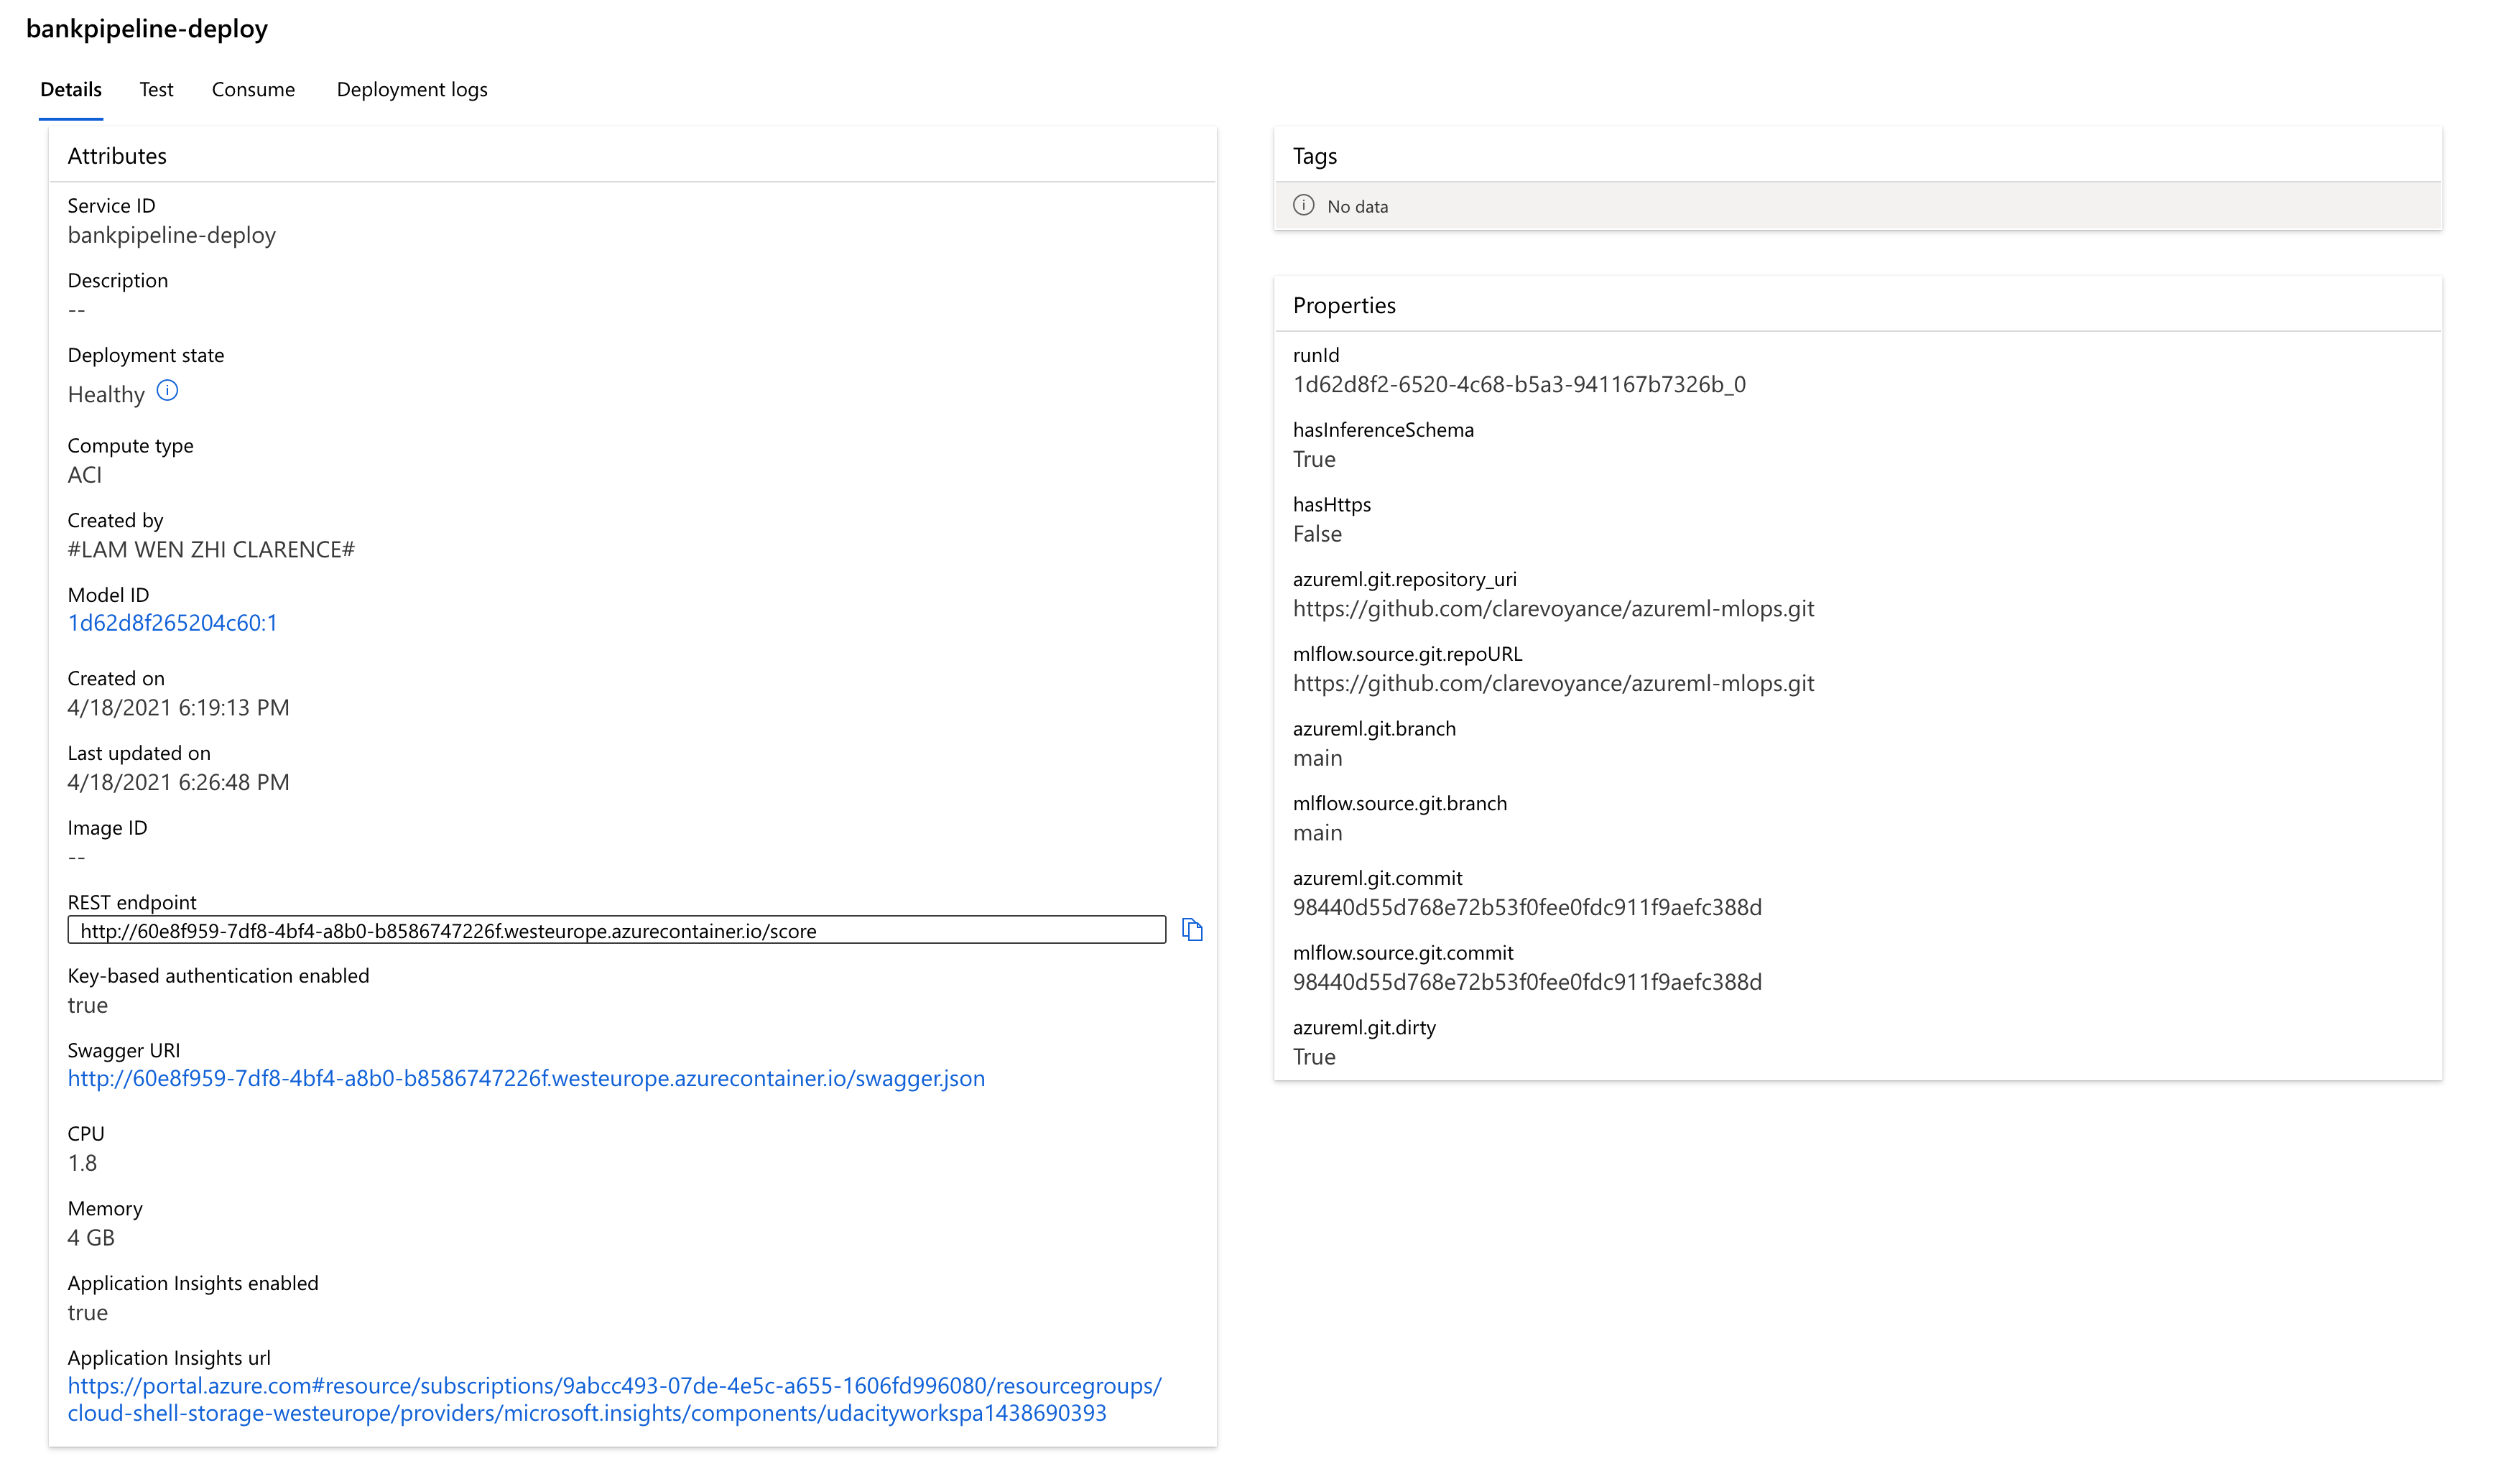 bankpipeline-deploy
Details
Test
Consume
Deployment logs
Attributes
Service ID
bankpipeline-deploy
Description
--
Deployment state
Healthy
Compute type
ACI
Created by
#LAM WEN ZHI CLARENCE#
Model ID
1d62d8f265204c60:1
Created on
4/18/2021 6:19:13 PM
Last updated on
4/18/2021 6:26:48 PM
Image ID
--
REST endpoint
http://60e8f959-7df8-4bf4-a8b0-b8586747226f.westeurope.azurecontainer.io/score
Key-based authentication enabled
true
Swagger URI
http://60e8f959-7df8-4bf4-a8b0-b8586747226f.westeurope.azurecontainer.io/swagger.json
CPU
1.8
Memory
4 GB
Application Insights enabled
true
Application Insights url
https://portal.azure.com#resource/subscriptions/9abcc493-07de-4e5c-a655-1606fd996080/resourcegroups/
cloud-shell-storage-westeurope/providers/microsoft.insights/components/udacityworkspa1438690393
Tags
No data
Properties
runId
1d62d8f2-6520-4c68-b5a3-941167b7326b_0
hasInferenceSchema
True
hasHttps
False
azureml.git.repository_uri
https://github.com/clarevoyance/azureml-mlops.git
mlflow.source.git.repoURL
https://github.com/clarevoyance/azureml-mlops.git
azureml.git.branch
main
mlflow.source.git.branch
main
azureml.git.commit
98440d55d768e72b53f0fee0fdc911f9aefc388d
mlflow.source.git.commit
98440d55d768e72b53f0fee0fdc911f9aefc388d
azureml.git.dirty
True